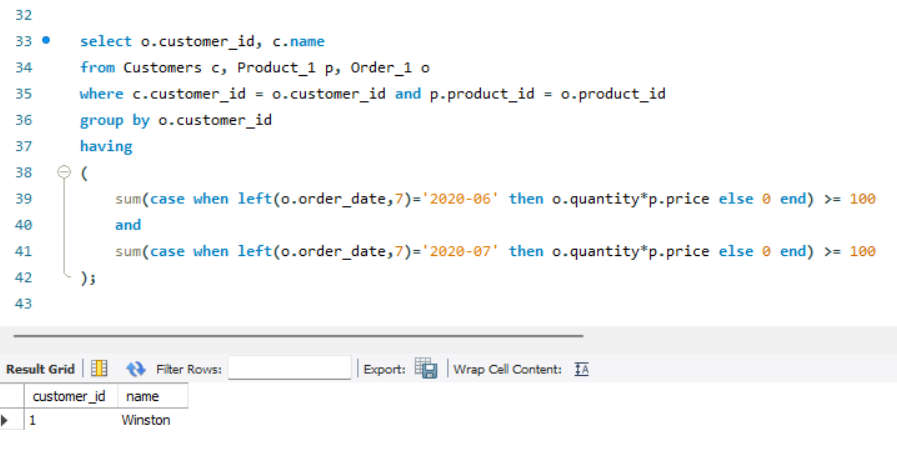 32
33 select o.customer_id, c.name
34 from Customers c, Product_1 p, Order_1 o
35 where c.customer_id = o.customer_id and p.product_id = o.product_id
36 group by o.customer_id
37 having
38 (
39 sum(case when left(o.order_date,7)='2020-06' then o.quantity*p.price else 0 end) >= 100
40 and
41 sum(case when left(o.order_date,7)='2020-07' then o.quantity*p.price else 0 end) >= 100
42 );
43
Result Grid Filter Rows: Export: Wrap Cell Content: IA
customer_id name
1 Winston